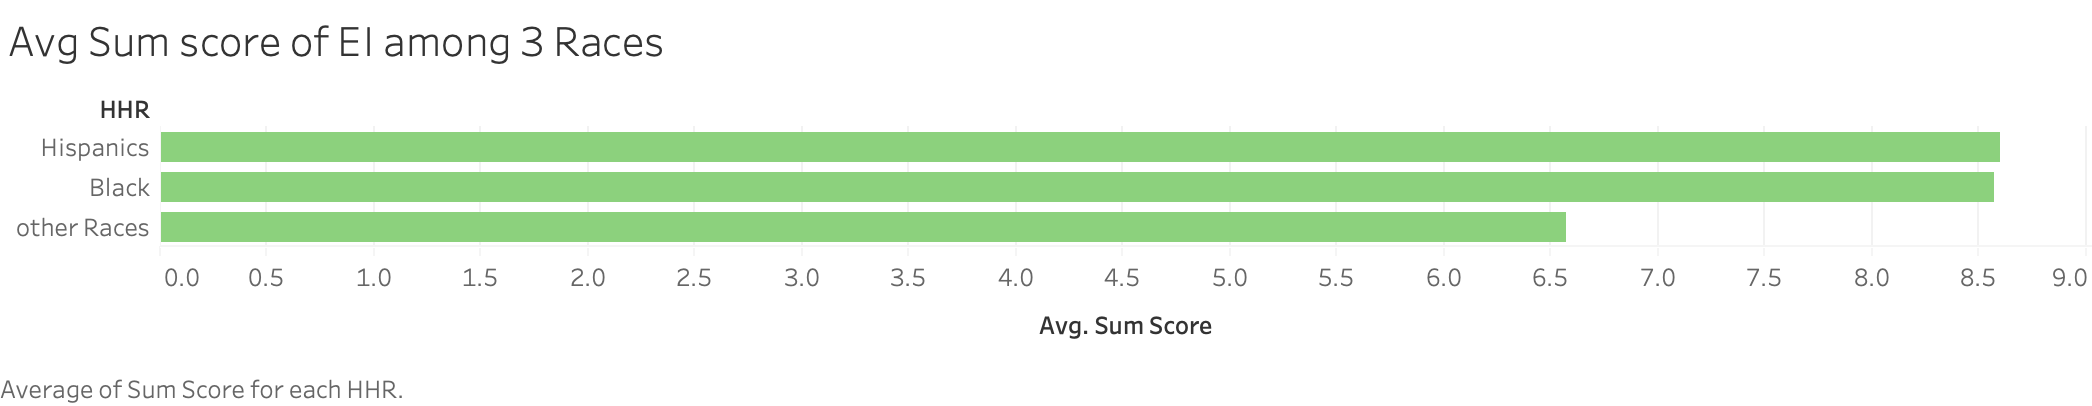 Avg Sum score of EI among 3 Races
HHR
Hispanics
Black
other Races
0.0 0.5 1.0 1.5 2.0 2.5 3.0 3.5 4.0 4.5 5.0 5.5 6.0 6.5 7.0 7.5 8.0 8.5 9.0
Avg. Sum Score
Average of Sum Score for each HHR.